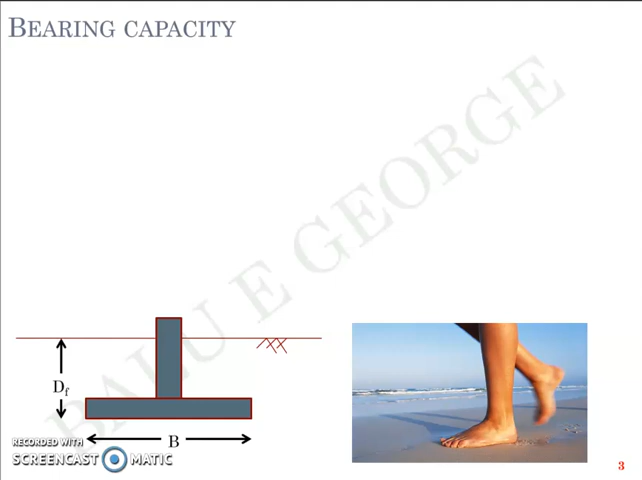 BEARING CAPACITY
BALU E GEORGE
Df
B
RECORDED WITH
SCREENCAST MATIC
3